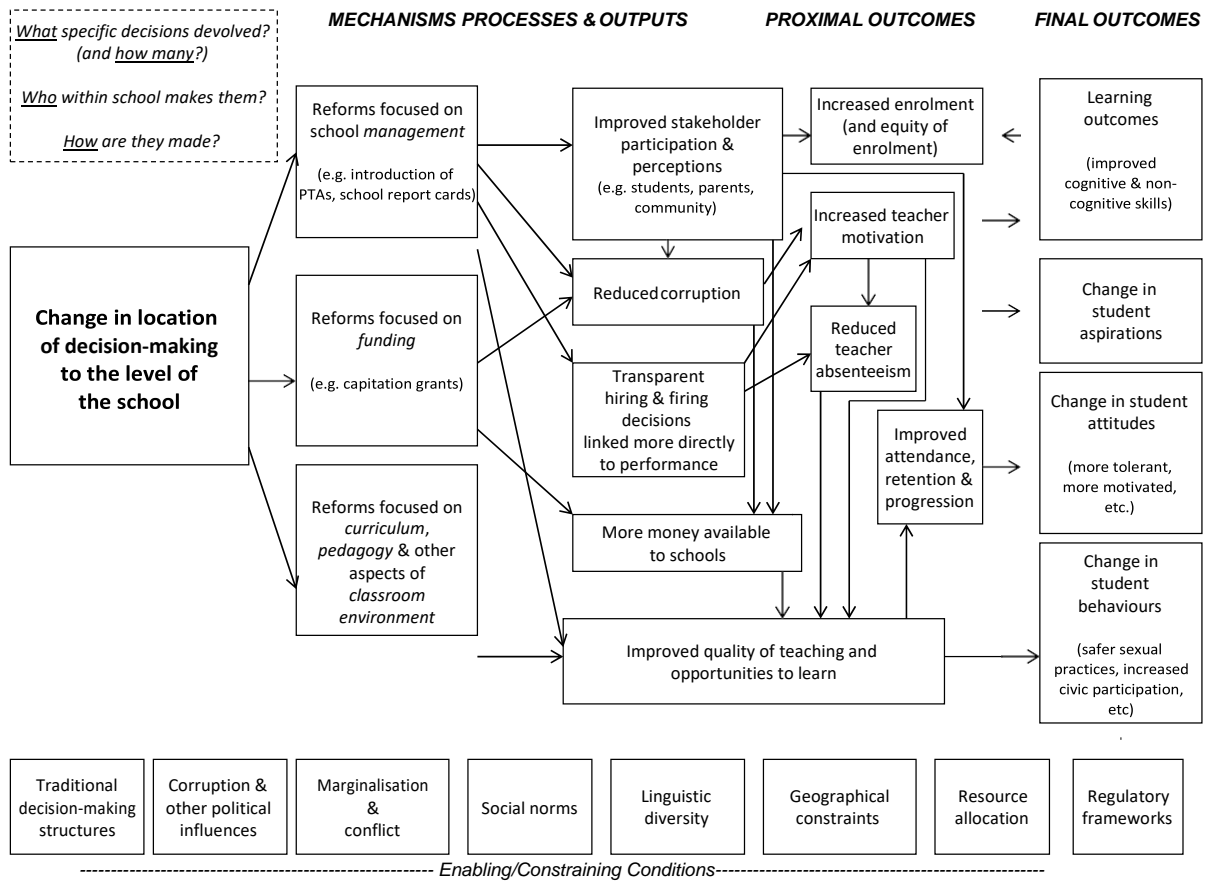 MECHANISMS PROCESSES & OUTPUTS
PROXIMAL OUTCOMES
FINAL OUTCOMES
What specific decisions devolved?
(and how many?)
Who within school makes them?
How are they made?
Change in location
of decision-making
to the level of
the school
Reforms focused on
school management
(e.g. introduction of
PTAs, school report cards)
Reforms focused on
funding
(e.g. capitation grants)
Reforms focused on
curriculum,
pedagogy & other
aspects of
classroom
environment
Improved stakeholder
participation &
perceptions
(e.g. students, parents,
community)
Reduced corruption
Transparent
hiring & firing
decisions
linked more directly
to performance
More money available
to schools
Improved quality of teaching and
opportunities to learn
Increased enrolment
(and equity of
enrolment)
Increased teacher
motivation
Reduced
teacher
absenteeism
Improved
attendance,
retention &
progression
Learning
outcomes
(improved
cognitive & non-
cognitive skills)
Change in
student
aspirations
Change in student
attitudes
(more tolerant,
more motivated,
etc.)
Change in
student
behaviours
(safer sexual
practices, increased
civic participation,
etc)
Traditional
decision-making
structures
Corruption &
other political
influences
Marginalisation
&
conflict
Social norms
Linguistic
diversity
Geographical
constraints
Resource
allocation
Regulatory
frameworks
Enabling/Constraining Conditions